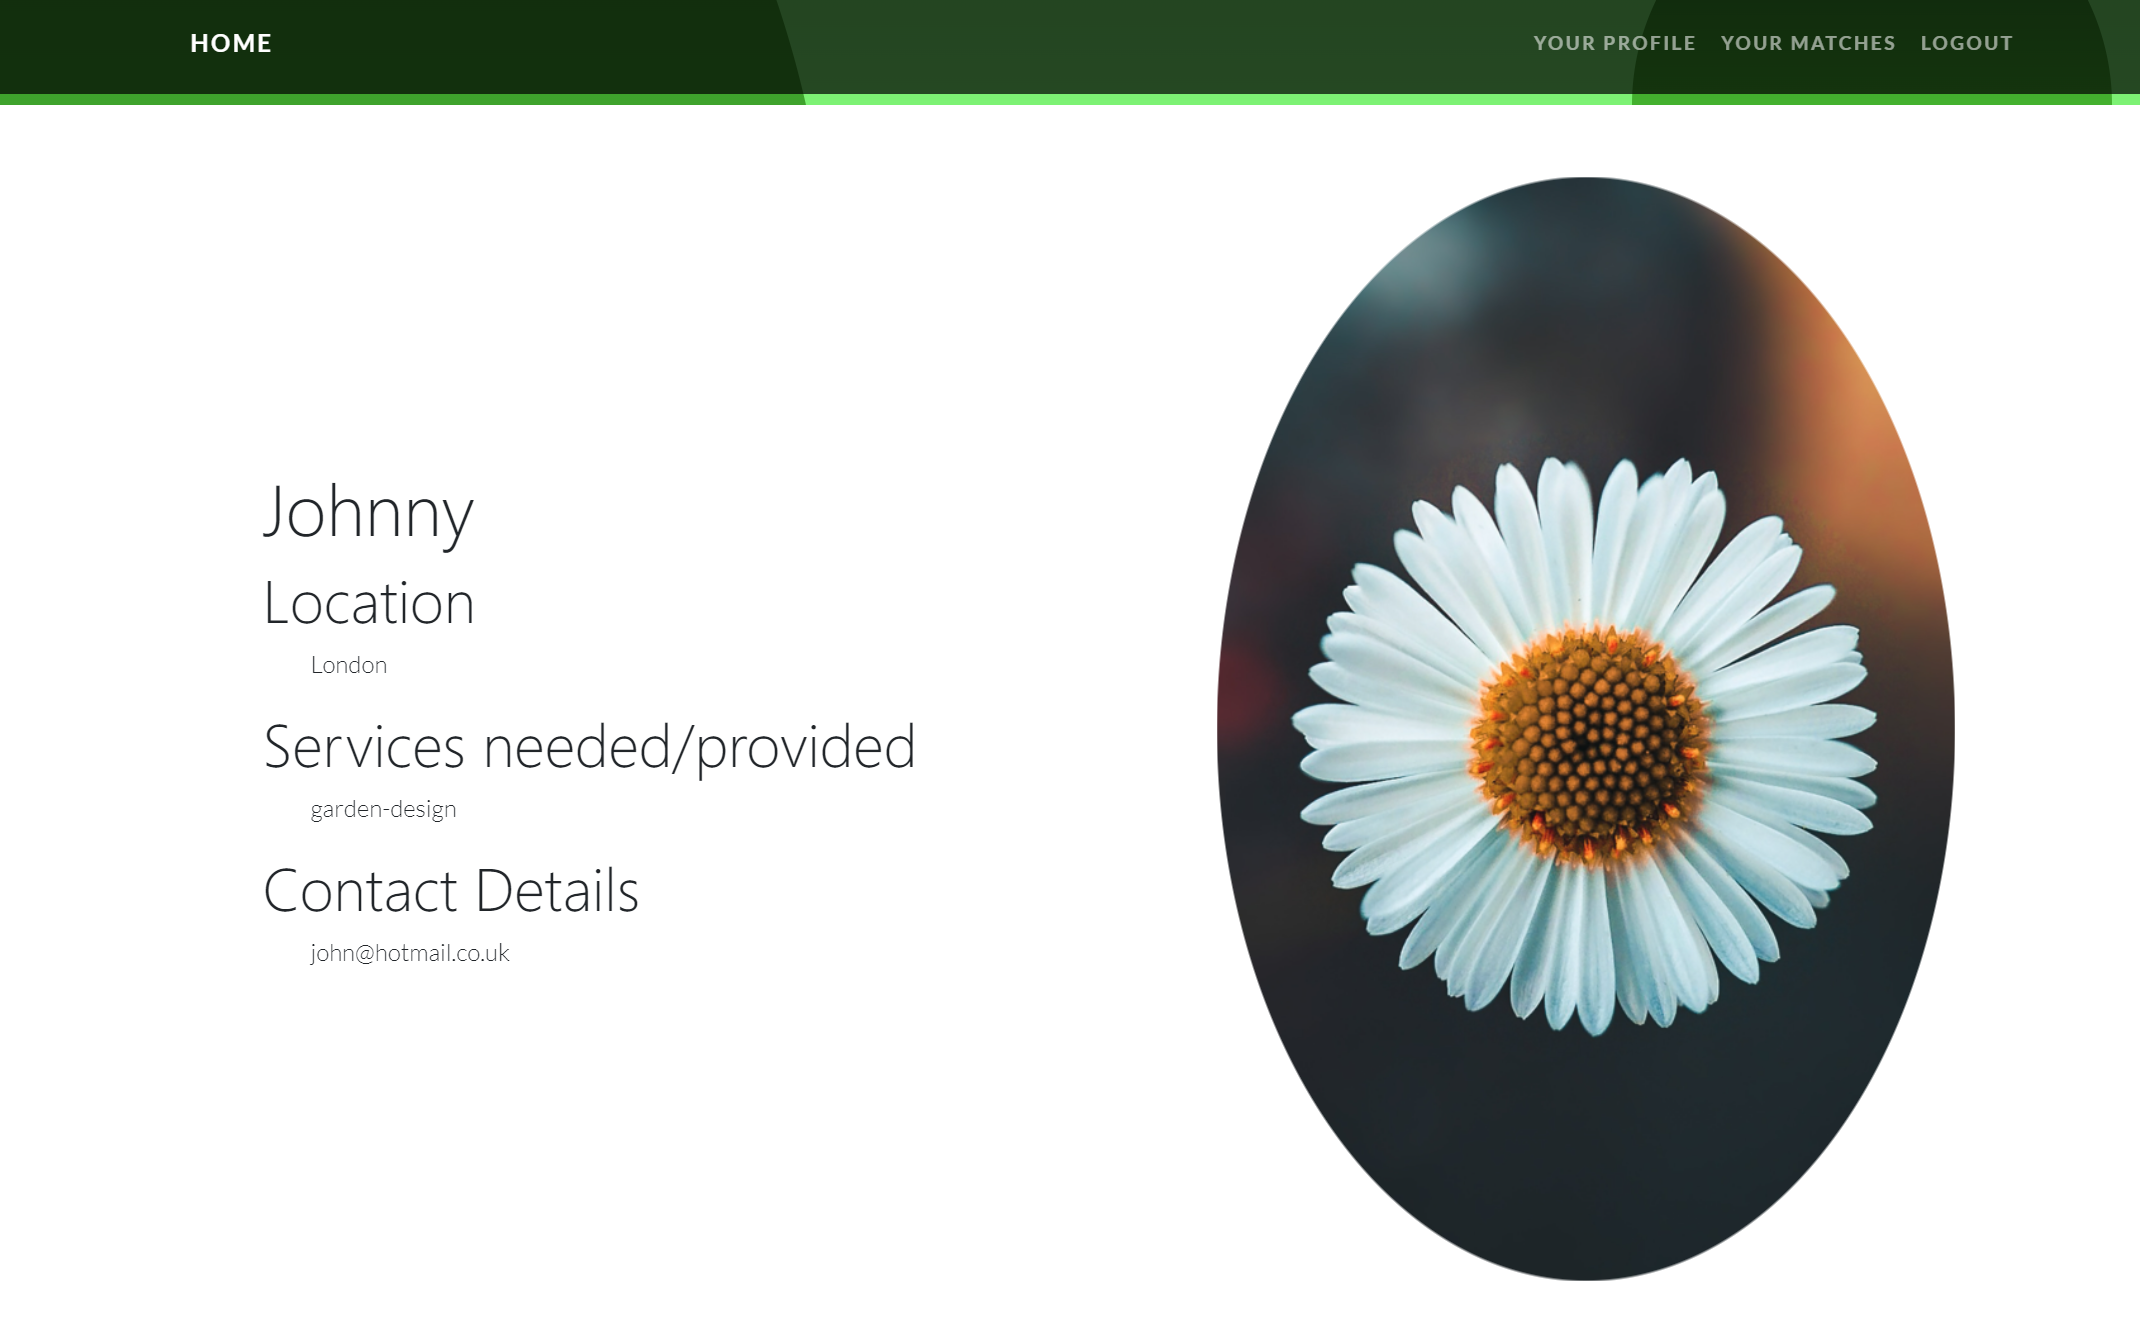 HOME YOUR PROFILE YOUR MATCHES LOGOUT
Johnny
Location
London
Services needed/provided
garden-design
Contact Details
john@hotmail.co.uk